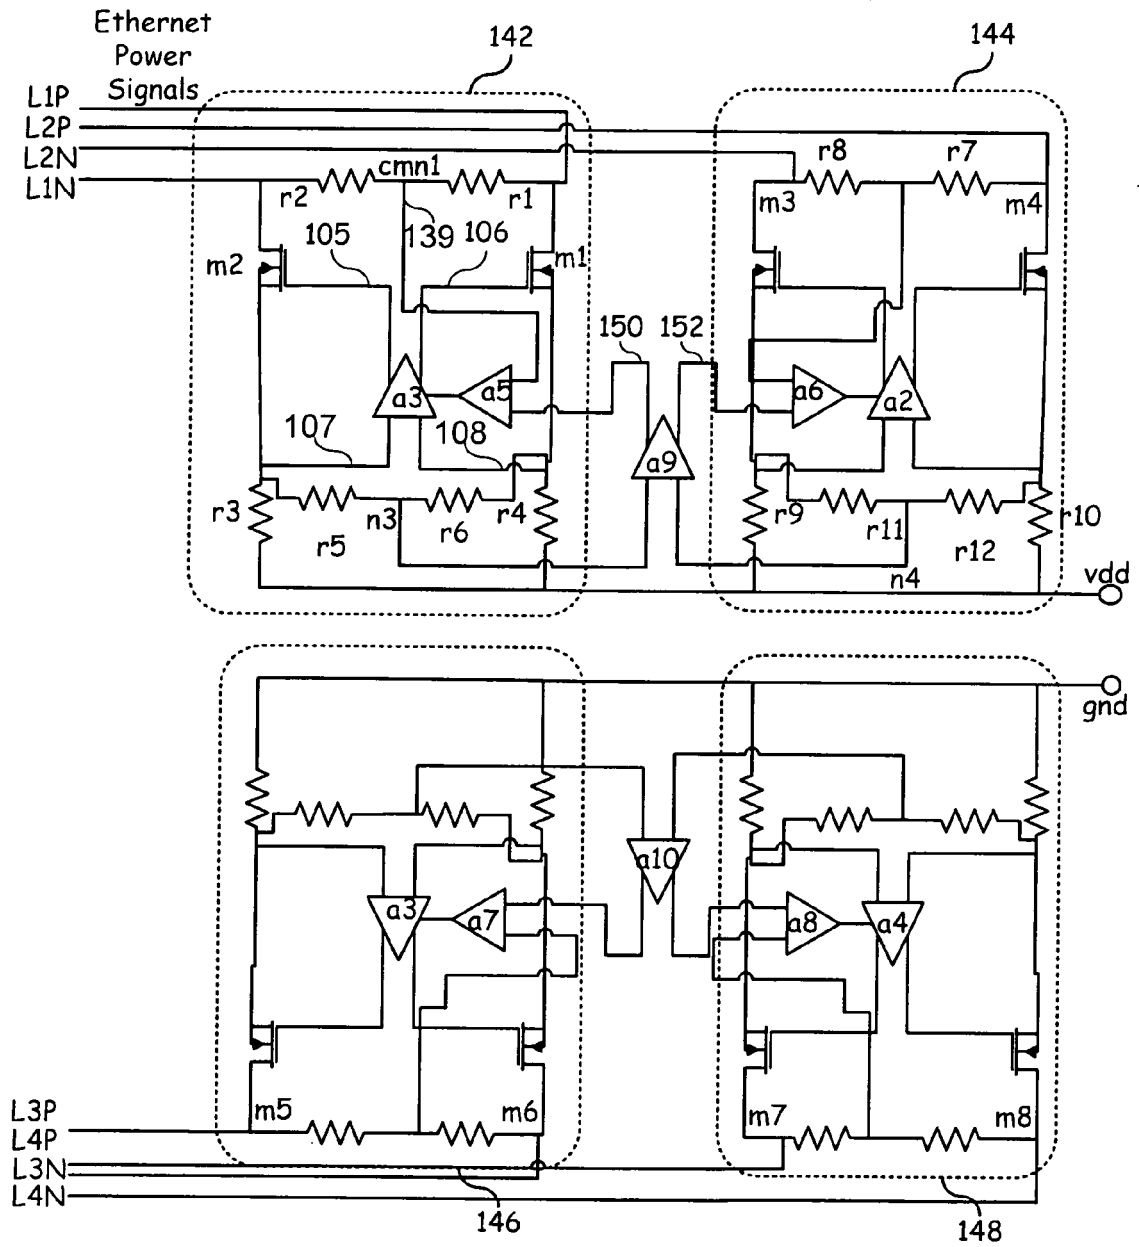 Ethernet
Power
Signals
142
144
L1P
L2P
L2N
L1N
r2
cmn1
r1
r8
r7
m3
m4
105
139
106
m2
m1
150
152
a3
a5
a6
a2
107
108
a9
r3
n3
r4
r9
r10
r5
r6
r11
r12
n4
vdd
gnd
a10
a3
a7
a8
a4
m5
m6
m7
m8
L3P
L4P
L3N
L4N
146
148